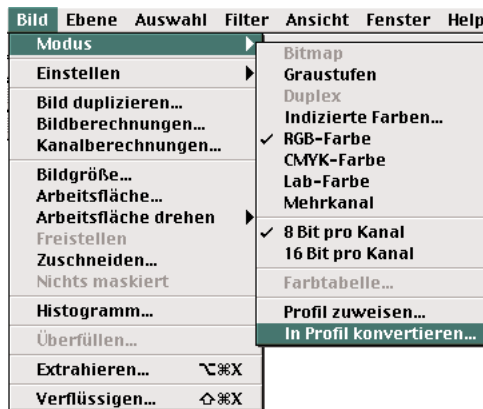 Bild Ebene Auswahl Filter Ansicht Fenster Help
Modus
Einstellen
Bild duplizieren...
Bildberechnungen...
Kanalberechnungen...
Bildgröße...
Arbeitsfläche...
Arbeitsfläche drehen
Freistellen
Zuschneiden...
Nichts maskiert
Histogramm...
Überfüllen...
Extrahieren... ⌥⌘X
Verflüssigen... ⇧⌘X
Bitmap
Graustufen
Duplex
Indizierte Farben...
✓ RGB-Farbe
CMYK-Farbe
Lab-Farbe
Mehrkanal
✓ 8 Bit pro Kanal
16 Bit pro Kanal
Farbtabelle...
Profil zuweisen...
In Profil konvertieren...